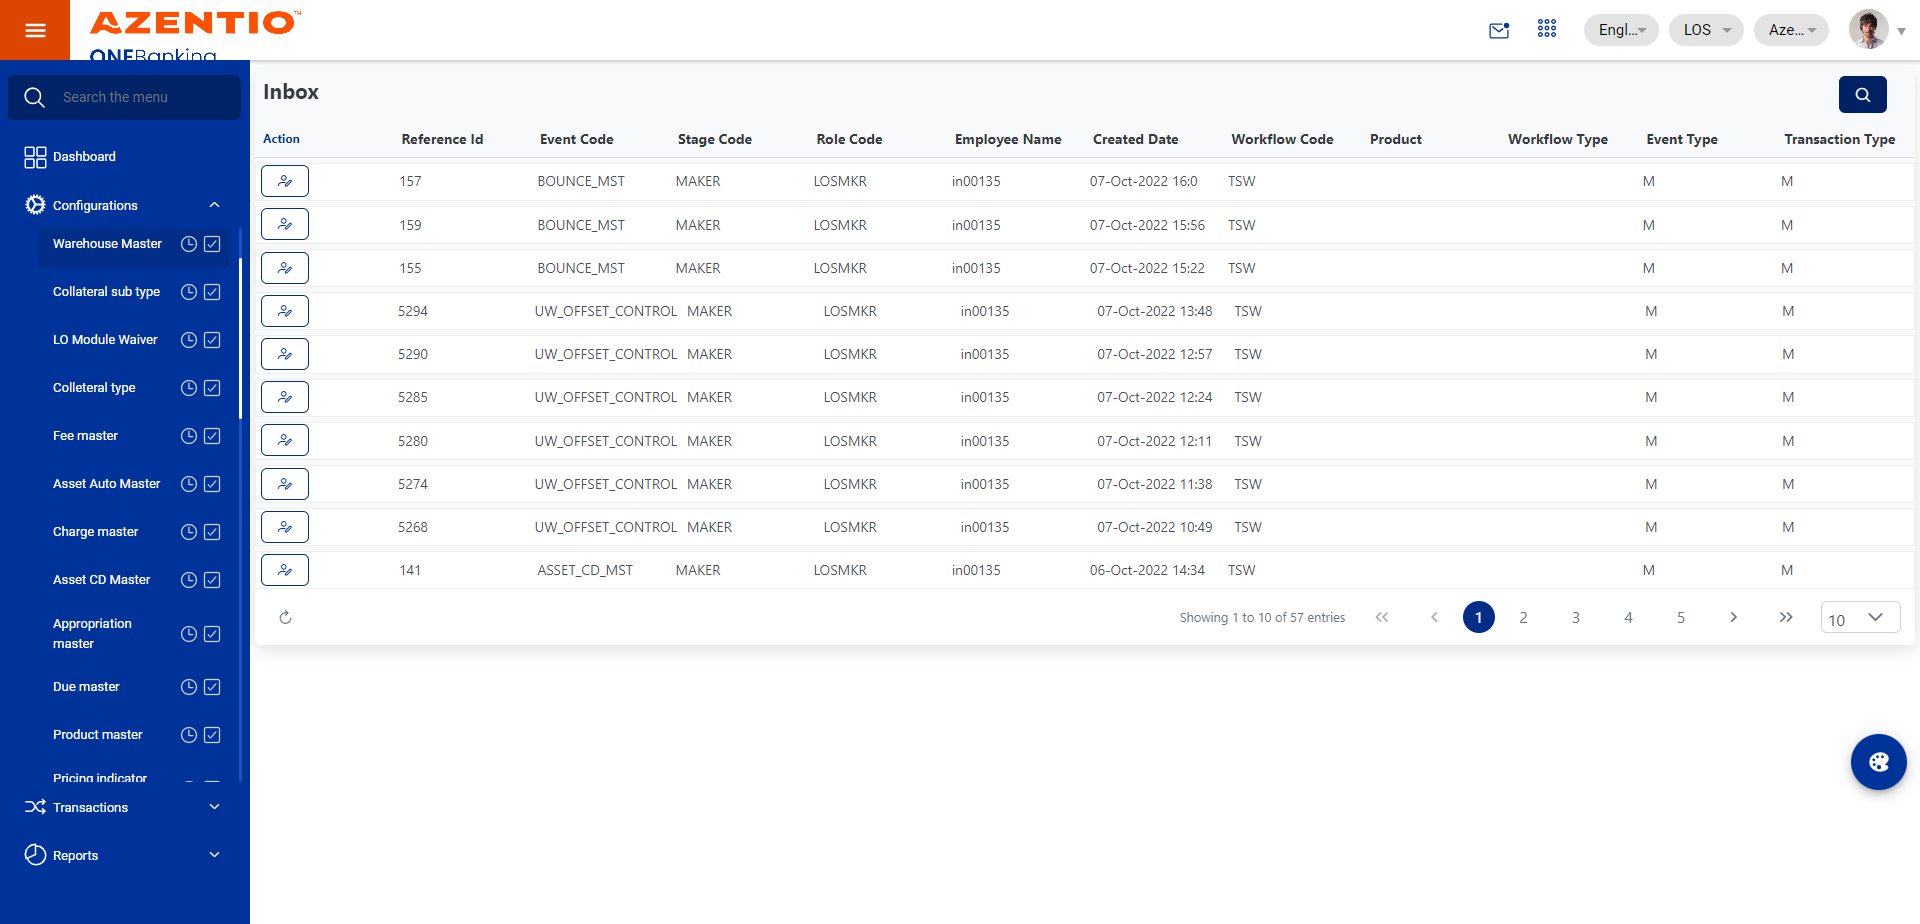 AZENTIO™
ONEBanking
Engl...
LOS
Aze...
Search the menu
Dashboard
Configurations
Warehouse Master
Collateral sub type
LO Module Waiver
Colleteral type
Fee master
Asset Auto Master
Charge master
Asset CD Master
Appropriation
master
Due master
Product master
Pricing indicator
Transactions
Reports
Inbox
Action Reference Id Event Code Stage Code Role Code Employee Name Created Date Workflow Code Product Workflow Type Event Type Transaction Type
157 BOUNCE_MST MAKER LOSMKR in00135 07-Oct-2022 16:0 TSW M M
159 BOUNCE_MST MAKER LOSMKR in00135 07-Oct-2022 15:56 TSW M M
155 BOUNCE_MST MAKER LOSMKR in00135 07-Oct-2022 15:22 TSW M M
5294 UW_OFFSET_CONTROL MAKER LOSMKR in00135 07-Oct-2022 13:48 TSW M M
5290 UW_OFFSET_CONTROL MAKER LOSMKR in00135 07-Oct-2022 12:57 TSW M M
5285 UW_OFFSET_CONTROL MAKER LOSMKR in00135 07-Oct-2022 12:24 TSW M M
5280 UW_OFFSET_CONTROL MAKER LOSMKR in00135 07-Oct-2022 12:11 TSW M M
5274 UW_OFFSET_CONTROL MAKER LOSMKR in00135 07-Oct-2022 11:38 TSW M M
5268 UW_OFFSET_CONTROL MAKER LOSMKR in00135 07-Oct-2022 10:49 TSW M M
141 ASSET_CD_MST MAKER LOSMKR in00135 06-Oct-2022 14:34 TSW M M
Showing 1 to 10 of 57 entries 1 2 3 4 5 10